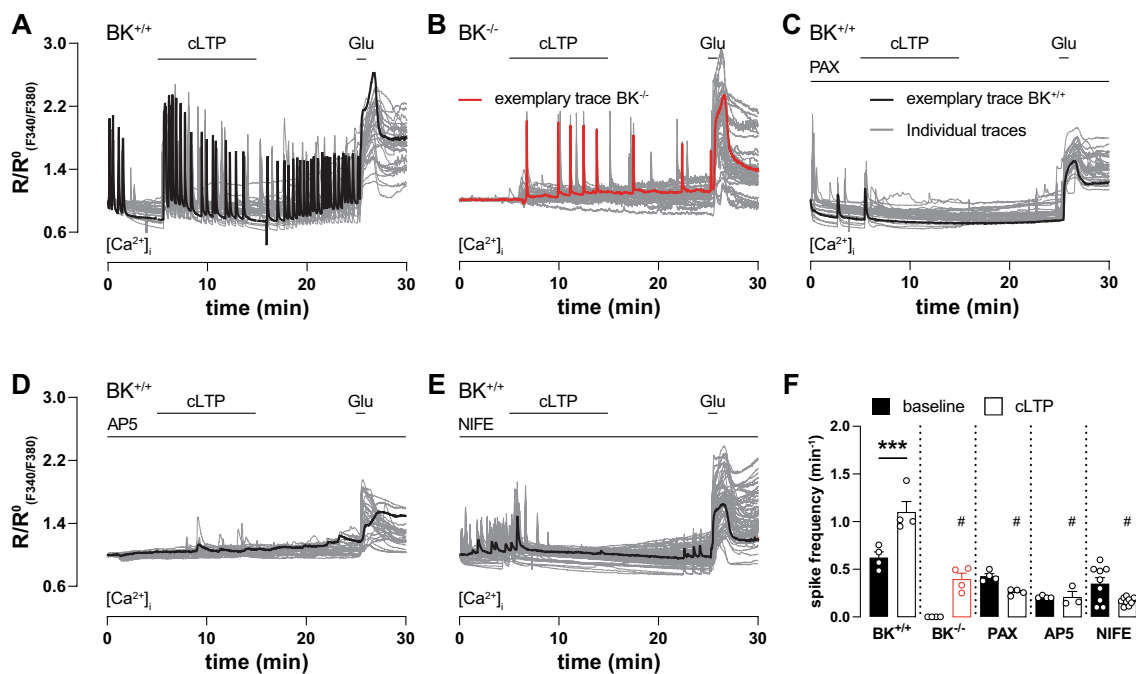 A BK+/+
cLTP Glu
3.0
2.2
1.4
0.6
R/R0 (F340/F380)
[Ca2+]i
0 10 20 30
time (min)
B BK-/-
cLTP Glu
exemplary trace BK-/-
[Ca2+]i
0 10 20 30
time (min)
C BK+/+
cLTP Glu
PAX
exemplary trace BK+/+
Individual traces
[Ca2+]i
0 10 20 30
time (min)
D BK+/+
cLTP Glu
AP5
3.0
2.2
1.4
0.6
R/R0 (F340/F380)
[Ca2+]i
0 10 20 30
time (min)
E BK+/+
cLTP Glu
NIFE
[Ca2+]i
0 10 20 30
time (min)
F
baseline cLTP
2.0
1.5
1.0
0.5
0.0
spike frequency (min-1)
***
# # # #
BK+/+ BK-/- PAX AP5 NIFE